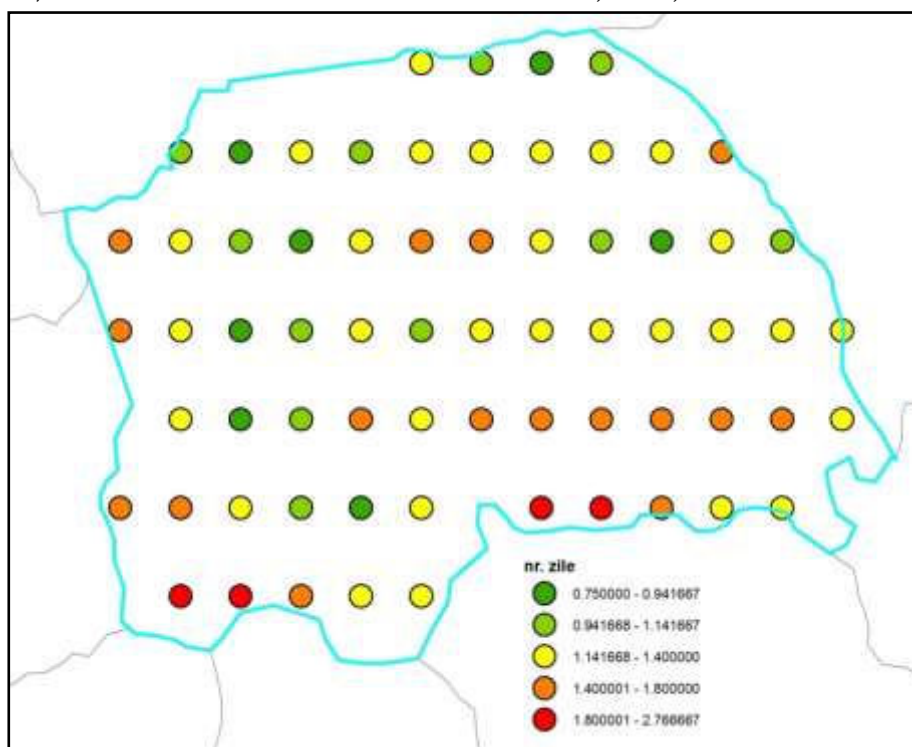 nr. zile
0.750000 - 0.941667
0.941668 - 1.141667
1.141668 - 1.400000
1.400001 - 1.800000
1.800001 - 2.766667